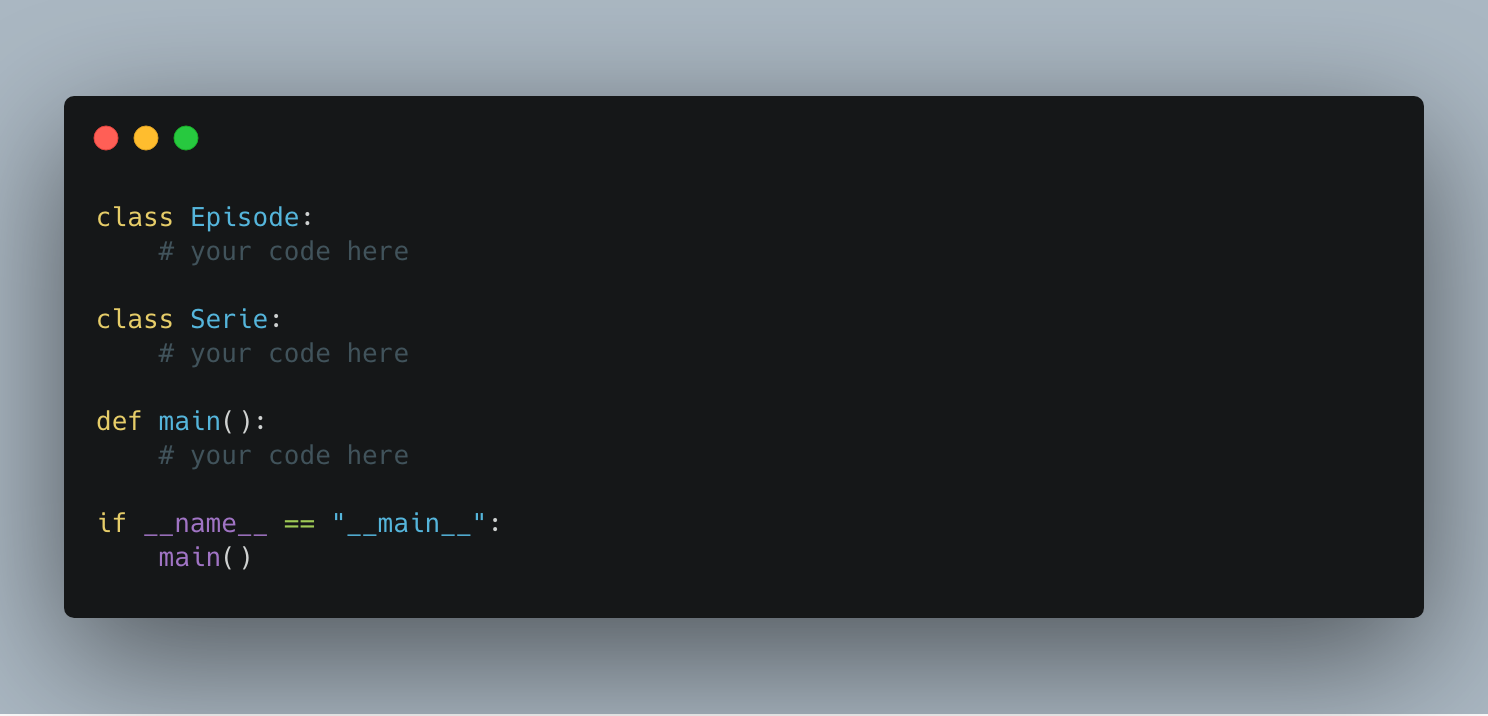 class Episode:
    # your code here
class Serie:
    # your code here
def main():
    # your code here
if __name__ == "__main__":
    main()